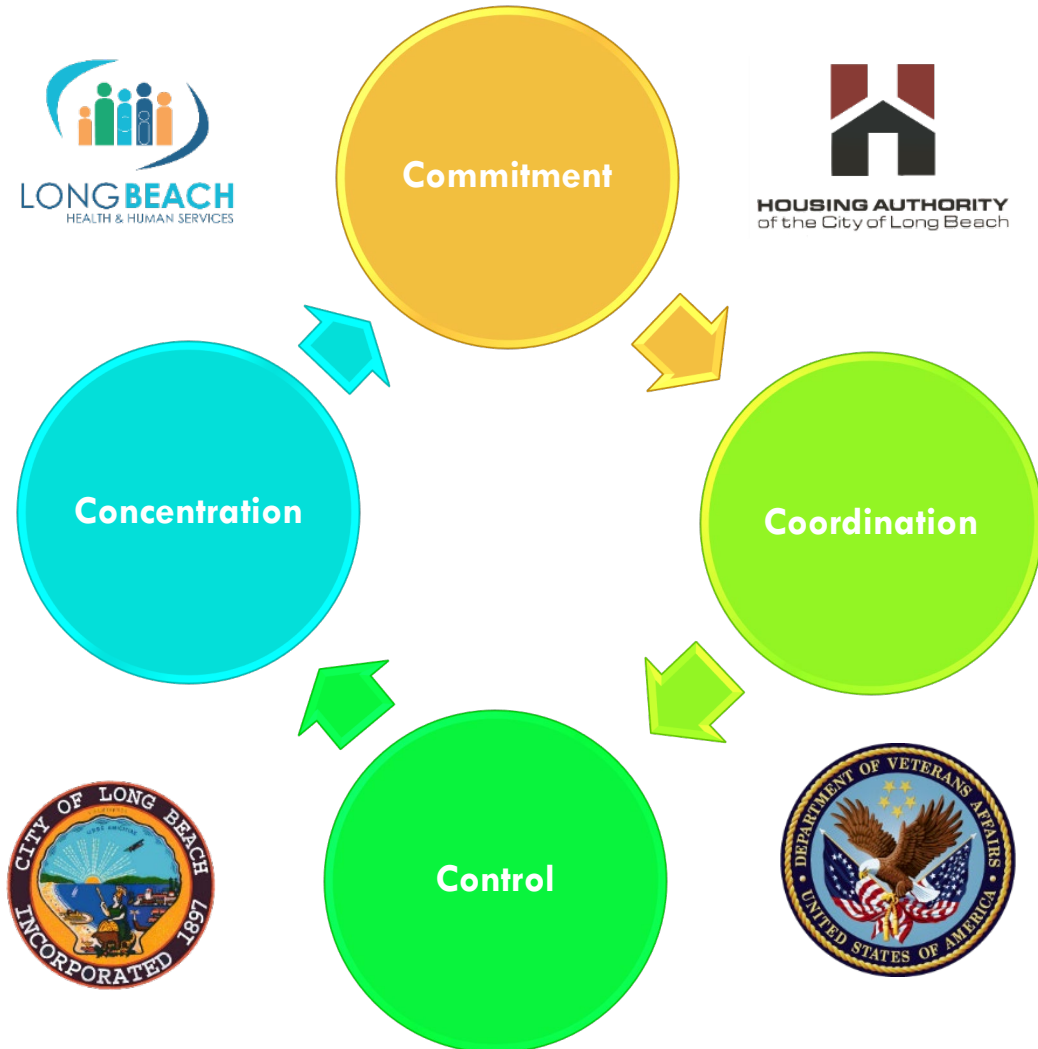 LONG BEACH
HEALTH & HUMAN SERVICES
Commitment
HOUSING AUTHORITY
of the City of Long Beach
Concentration
Coordination
Control
CITY OF LONG BEACH
INCORPORATED 1897
DEPARTMENT OF VETERANS AFFAIRS
UNITED STATES OF AMERICA